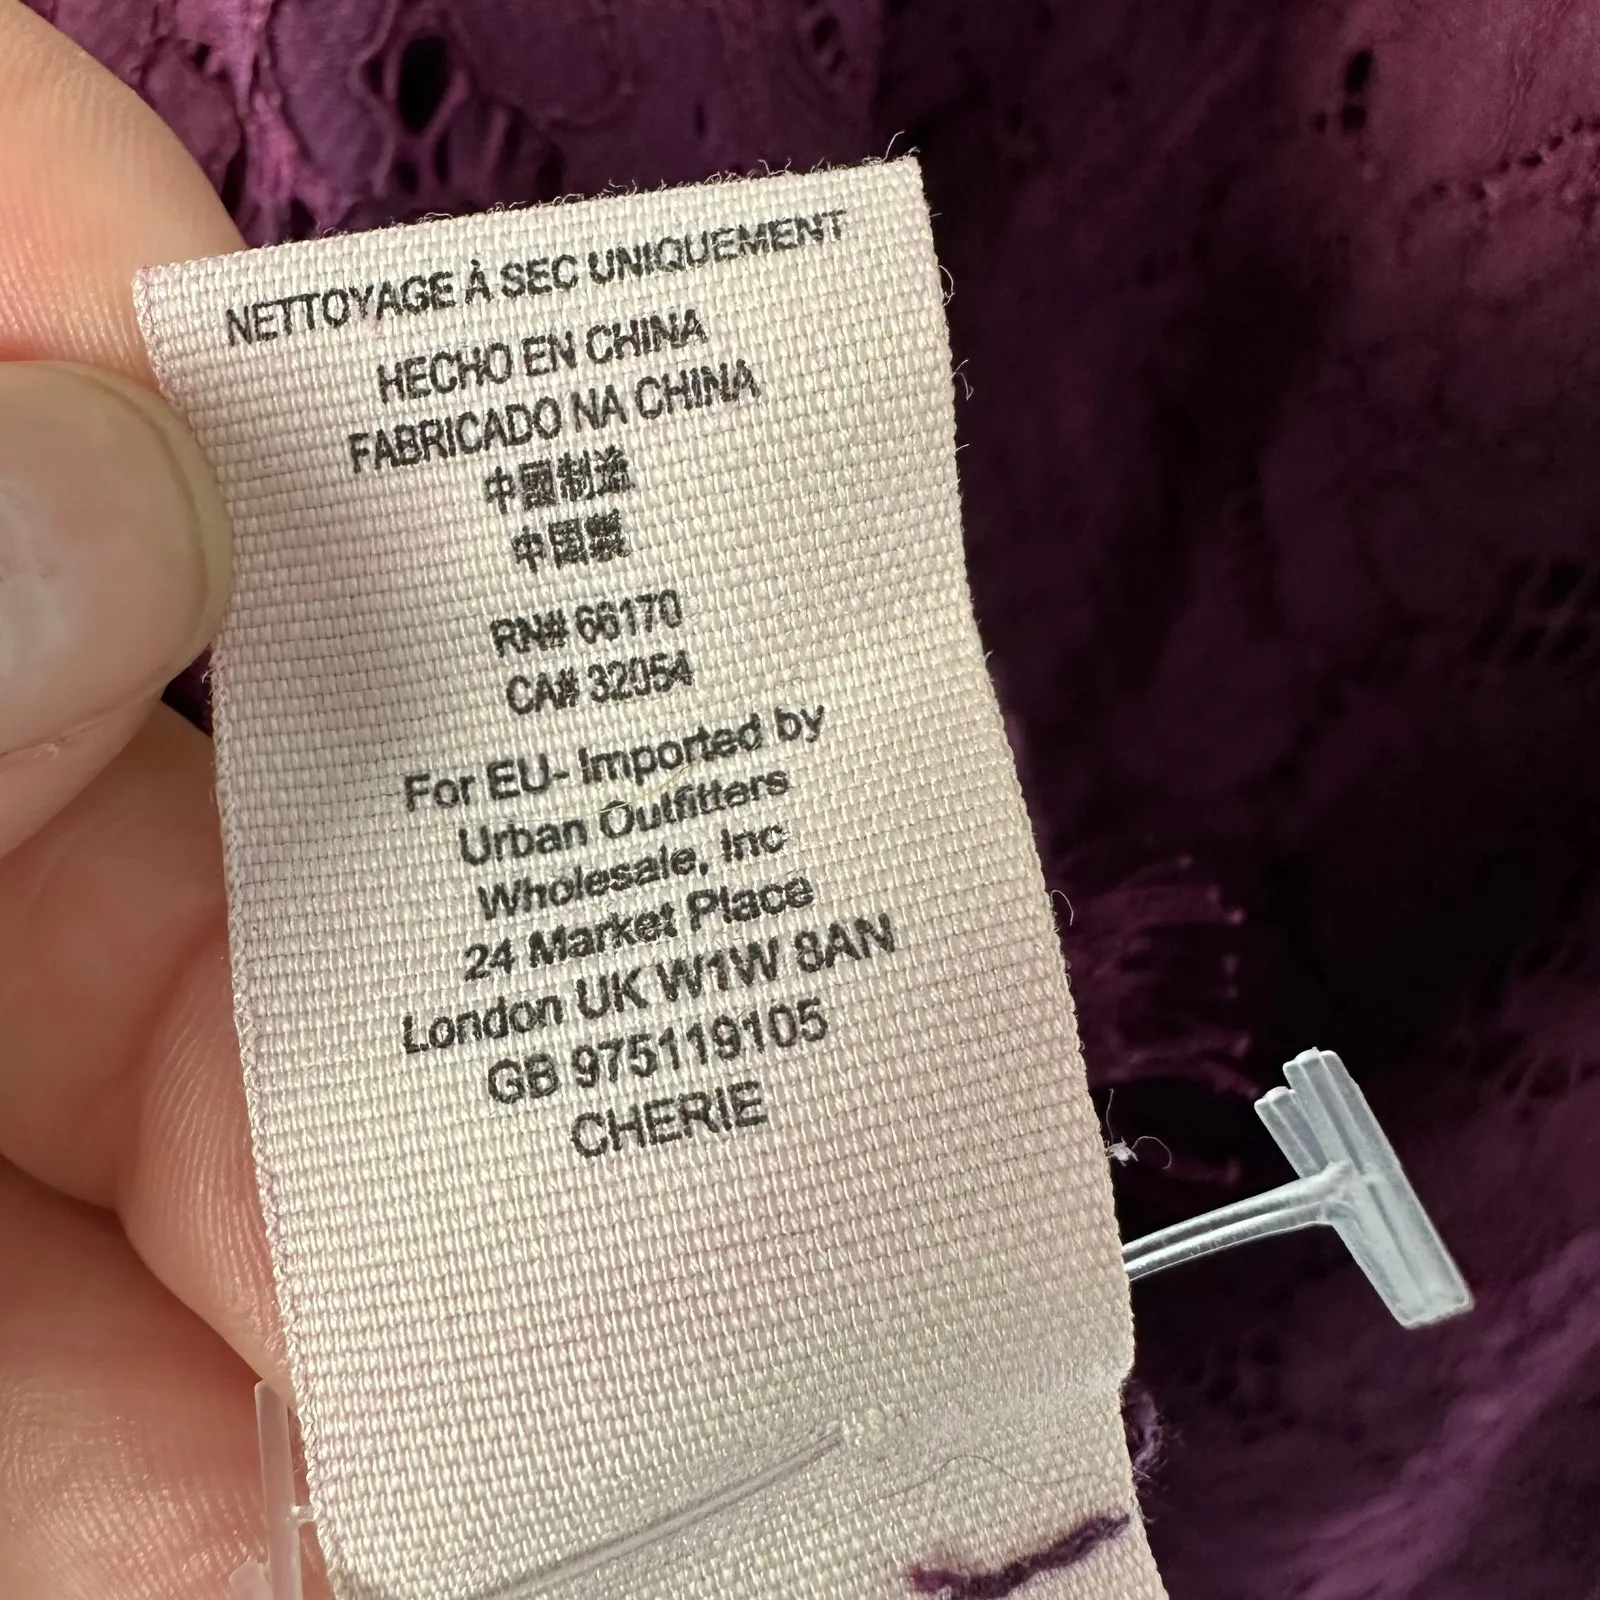 NETTOYAGE À SEC UNIQUEMENT
HECHO EN CHINA
FABRICADO NA CHINA
中國制造
中国製
RN# 66170
CA# 32054
For EU- Imported by
Urban Outfitters
Wholesale, Inc
24 Market Place
London UK W1W 8AN
GB 975119105
CHERIE